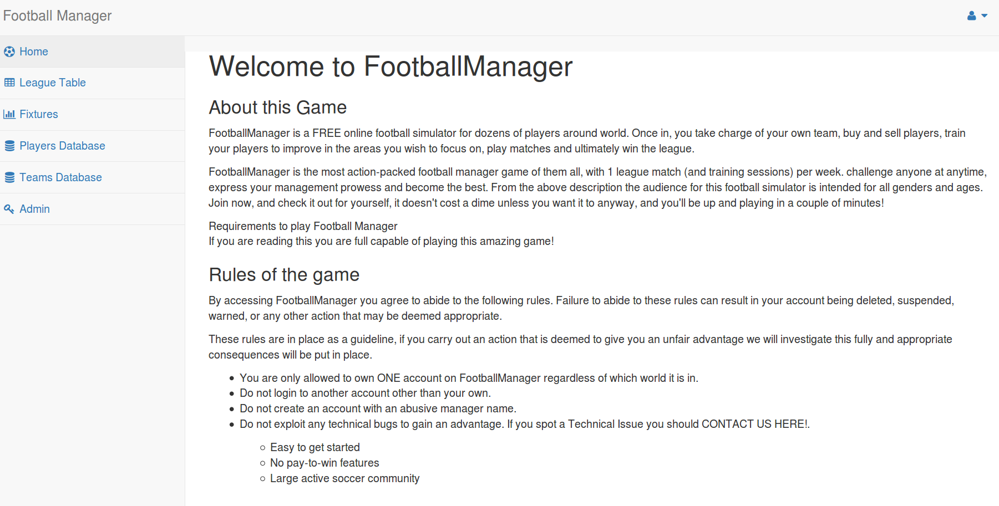 Football Manager
Home
League Table
Fixtures
Players Database
Teams Database
Admin
Welcome to FootballManager
About this Game
FootballManager is a FREE online football simulator for dozens of players around world. Once in, you take charge of your own team, buy and sell players, train
your players to improve in the areas you wish to focus on, play matches and ultimately win the league.
FootballManager is the most action-packed football manager game of them all, with 1 league match (and training sessions) per week. challenge anyone at anytime,
express your management prowess and become the best. From the above description the audience for this football simulator is intended for all genders and ages.
Join now, and check it out for yourself, it doesn't cost a dime unless you want it to anyway, and you'll be up and playing in a couple of minutes!
Requirements to play Football Manager
If you are reading this you are full capable of playing this amazing game!
Rules of the game
By accessing FootballManager you agree to abide to the following rules. Failure to abide to these rules can result in your account being deleted, suspended,
warned, or any other action that may be deemed appropriate.
These rules are in place as a guideline, if you carry out an action that is deemed to give you an unfair advantage we will investigate this fully and appropriate
consequences will be put in place.
You are only allowed to own ONE account on FootballManager regardless of which world it is in.
Do not login to another account other than your own.
Do not create an account with an abusive manager name.
Do not exploit any technical bugs to gain an advantage. If you spot a Technical Issue you should CONTACT US HERE!.
Easy to get started
No pay-to-win features
Large active soccer community